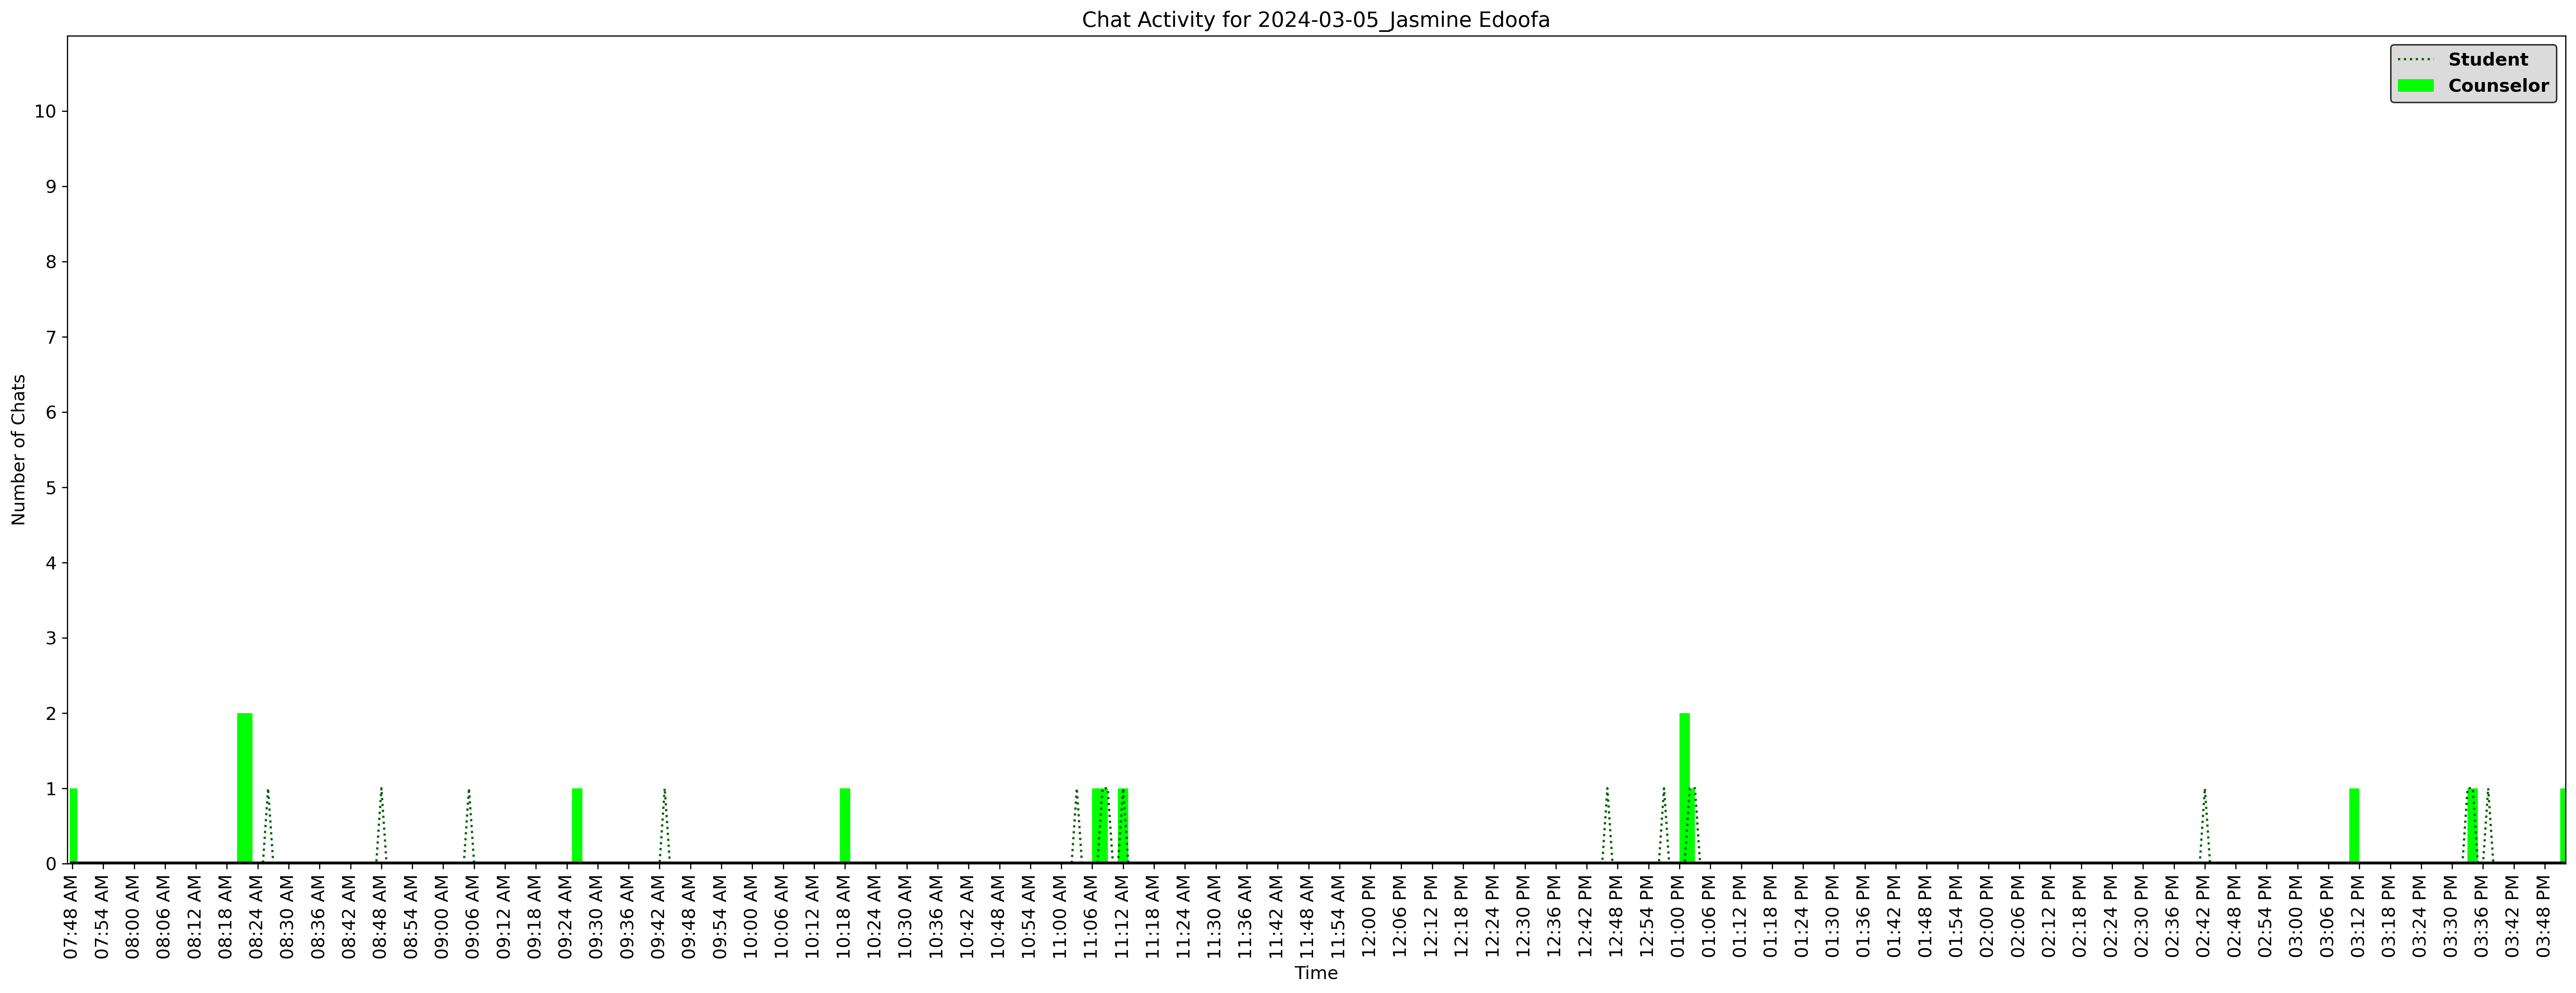 Chat Activity for 2024-03-05_Jasmine Edoofa
Student
Counselor
Number of Chats
10
9
8
7
6
5
4
3
2
1
0
07:48 AM
07:54 AM
08:00 AM
08:06 AM
08:12 AM
08:18 AM
08:24 AM
08:30 AM
08:36 AM
08:42 AM
08:48 AM
08:54 AM
09:00 AM
09:06 AM
09:12 AM
09:18 AM
09:24 AM
09:30 AM
09:36 AM
09:42 AM
09:48 AM
09:54 AM
10:00 AM
10:06 AM
10:12 AM
10:18 AM
10:24 AM
10:30 AM
10:36 AM
10:42 AM
10:48 AM
10:54 AM
11:00 AM
11:06 AM
11:12 AM
11:18 AM
11:24 AM
11:30 AM
11:36 AM
11:42 AM
11:48 AM
11:54 AM
12:00 PM
12:06 PM
12:12 PM
12:18 PM
12:24 PM
12:30 PM
12:36 PM
12:42 PM
12:48 PM
12:54 PM
01:00 PM
01:06 PM
01:12 PM
01:18 PM
01:24 PM
01:30 PM
01:36 PM
01:42 PM
01:48 PM
01:54 PM
02:00 PM
02:06 PM
02:12 PM
02:18 PM
02:24 PM
02:30 PM
02:36 PM
02:42 PM
02:48 PM
02:54 PM
03:00 PM
03:06 PM
03:12 PM
03:18 PM
03:24 PM
03:30 PM
03:36 PM
03:42 PM
03:48 PM
Time